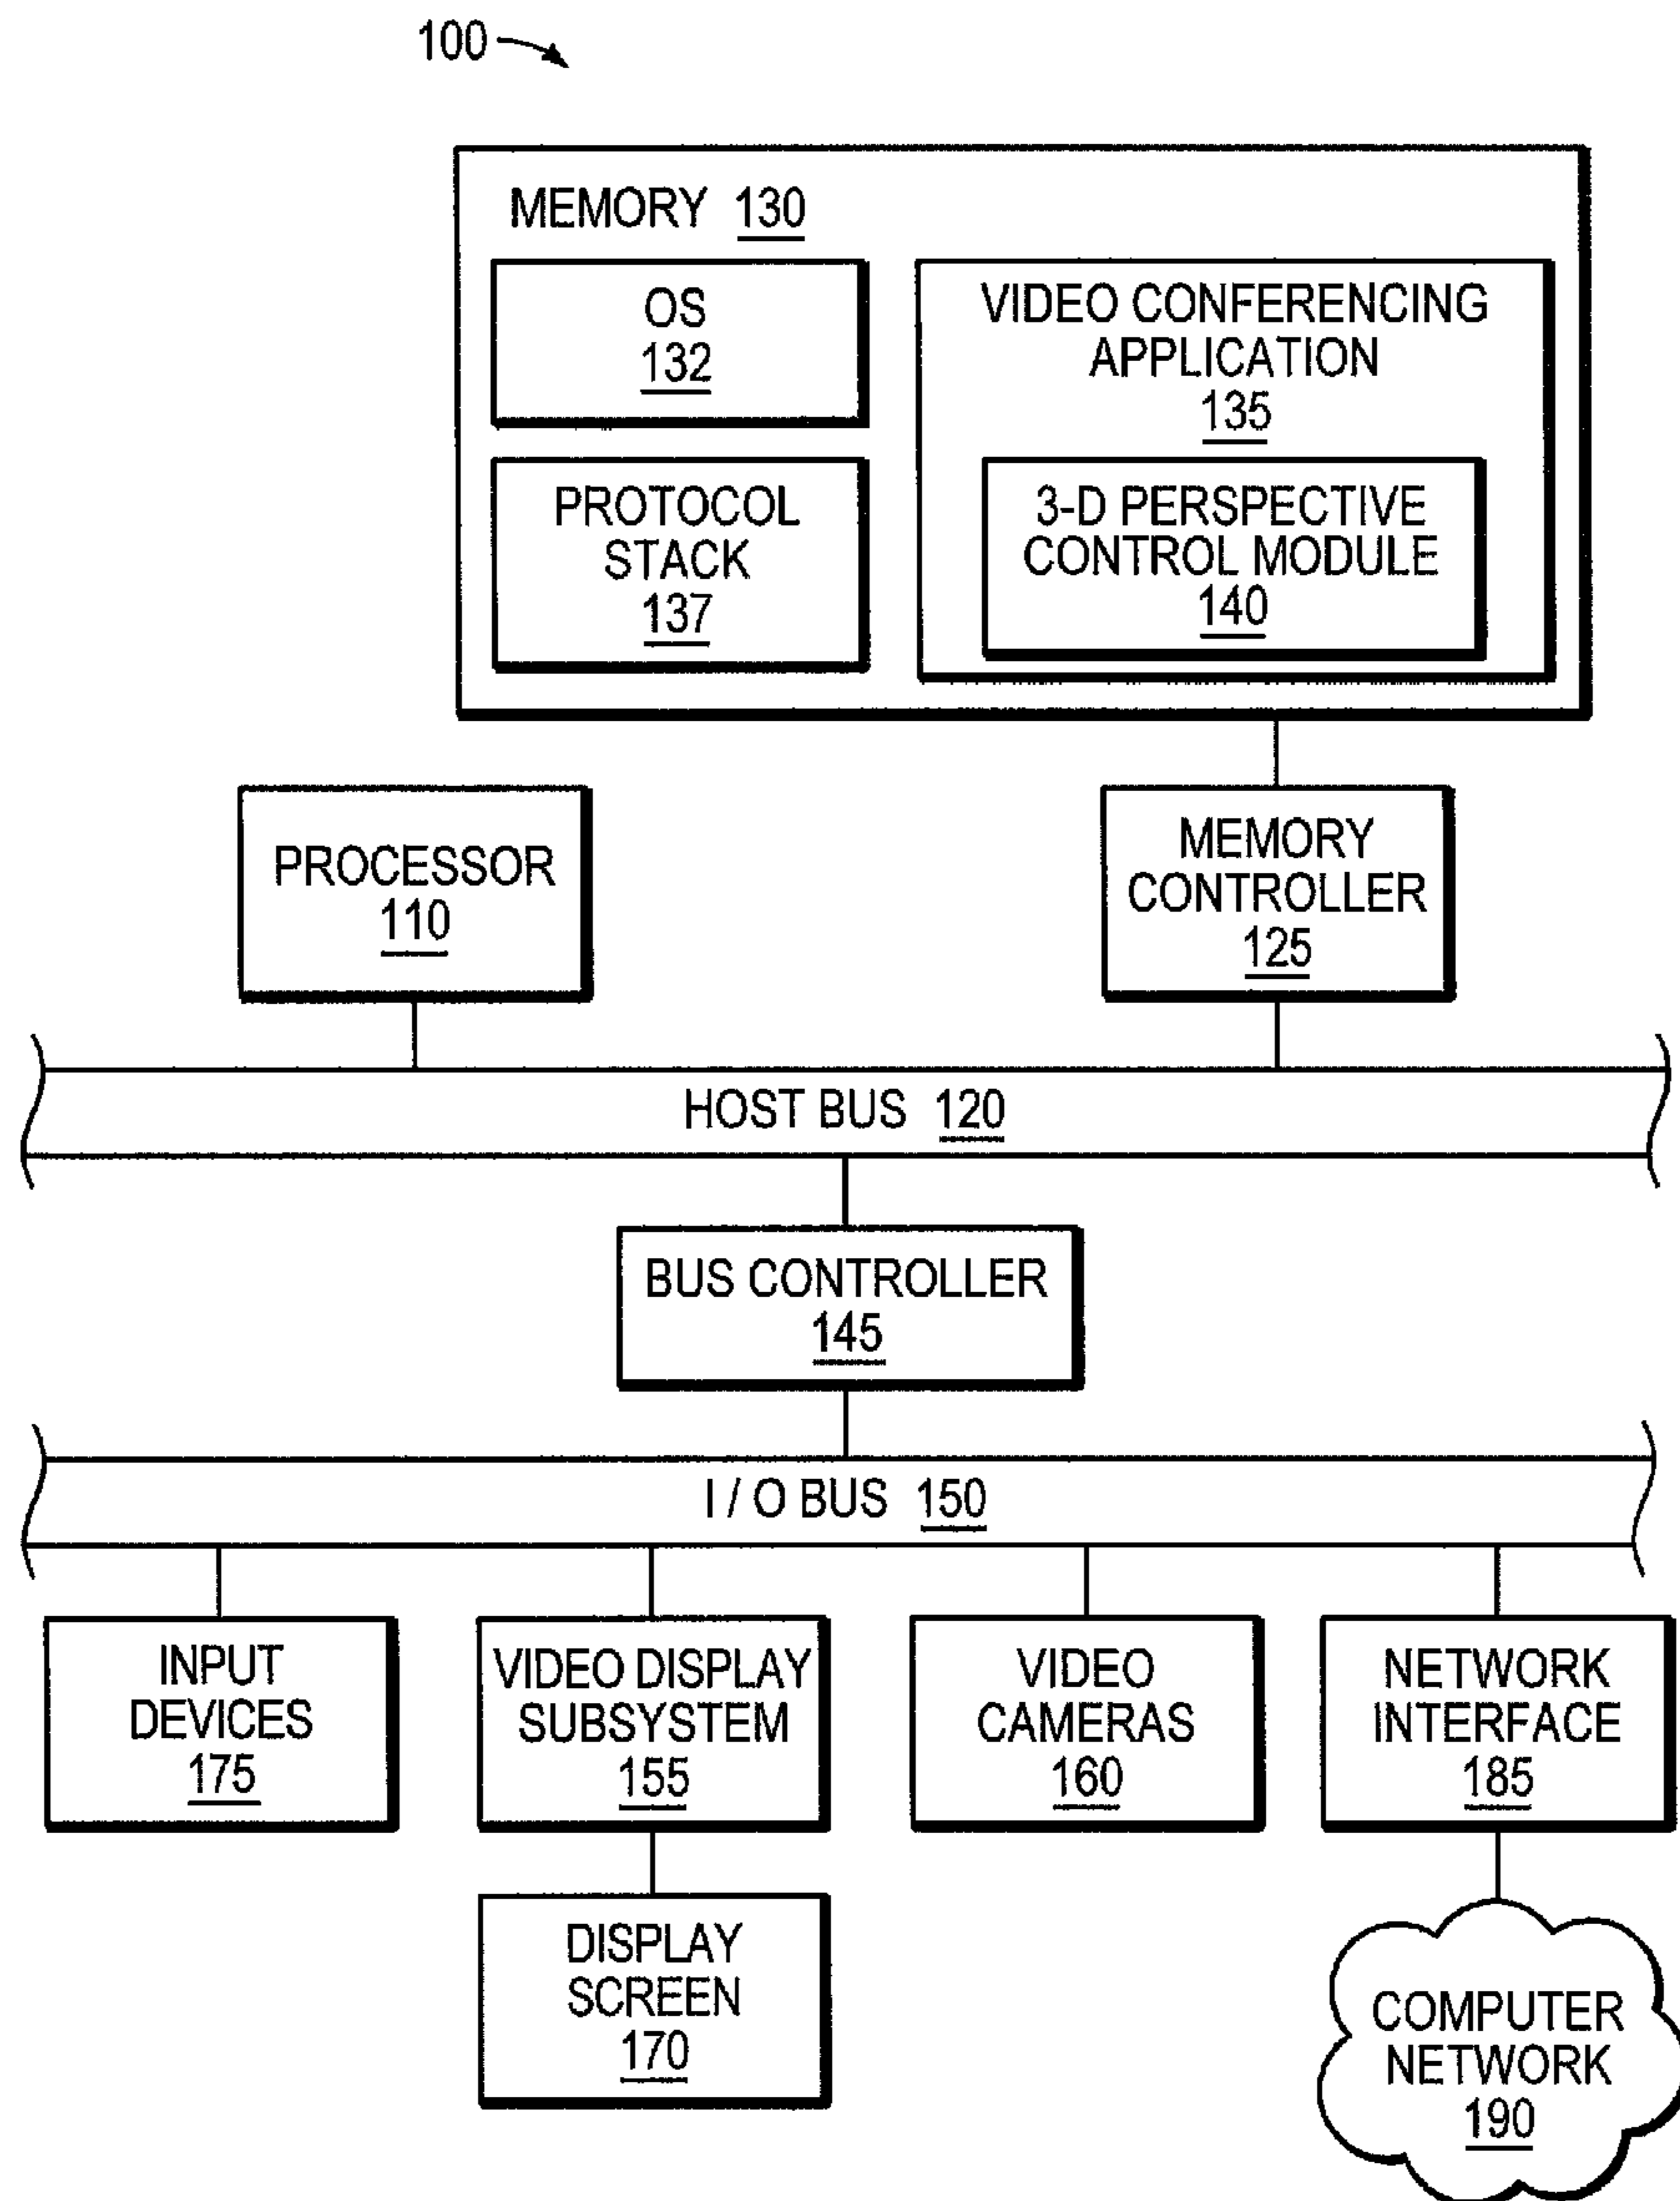 100
MEMORY 130
OS
132
PROTOCOL
STACK
137
VIDEO CONFERENCING
APPLICATION
135
3-D PERSPECTIVE
CONTROL MODULE
140
PROCESSOR
110
MEMORY
CONTROLLER
125
HOST BUS 120
BUS CONTROLLER
145
I / O BUS 150
INPUT
DEVICES
175
VIDEO DISPLAY
SUBSYSTEM
155
VIDEO
CAMERAS
160
NETWORK
INTERFACE
185
DISPLAY
SCREEN
170
COMPUTER
NETWORK
190